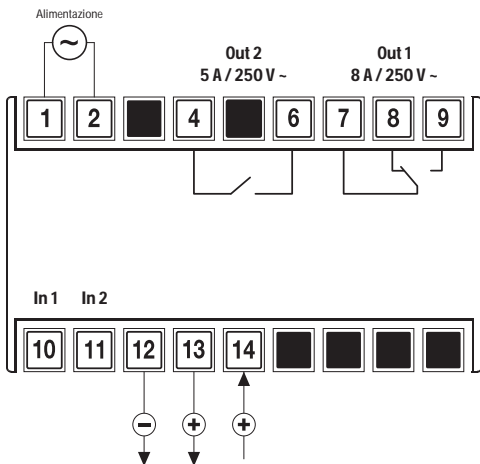 Alimentazione
Out 2
5 A / 250 V ~
Out 1
8 A / 250 V ~
1 2 4 6 7 8 9
In 1 In 2
10 11 12 13 14